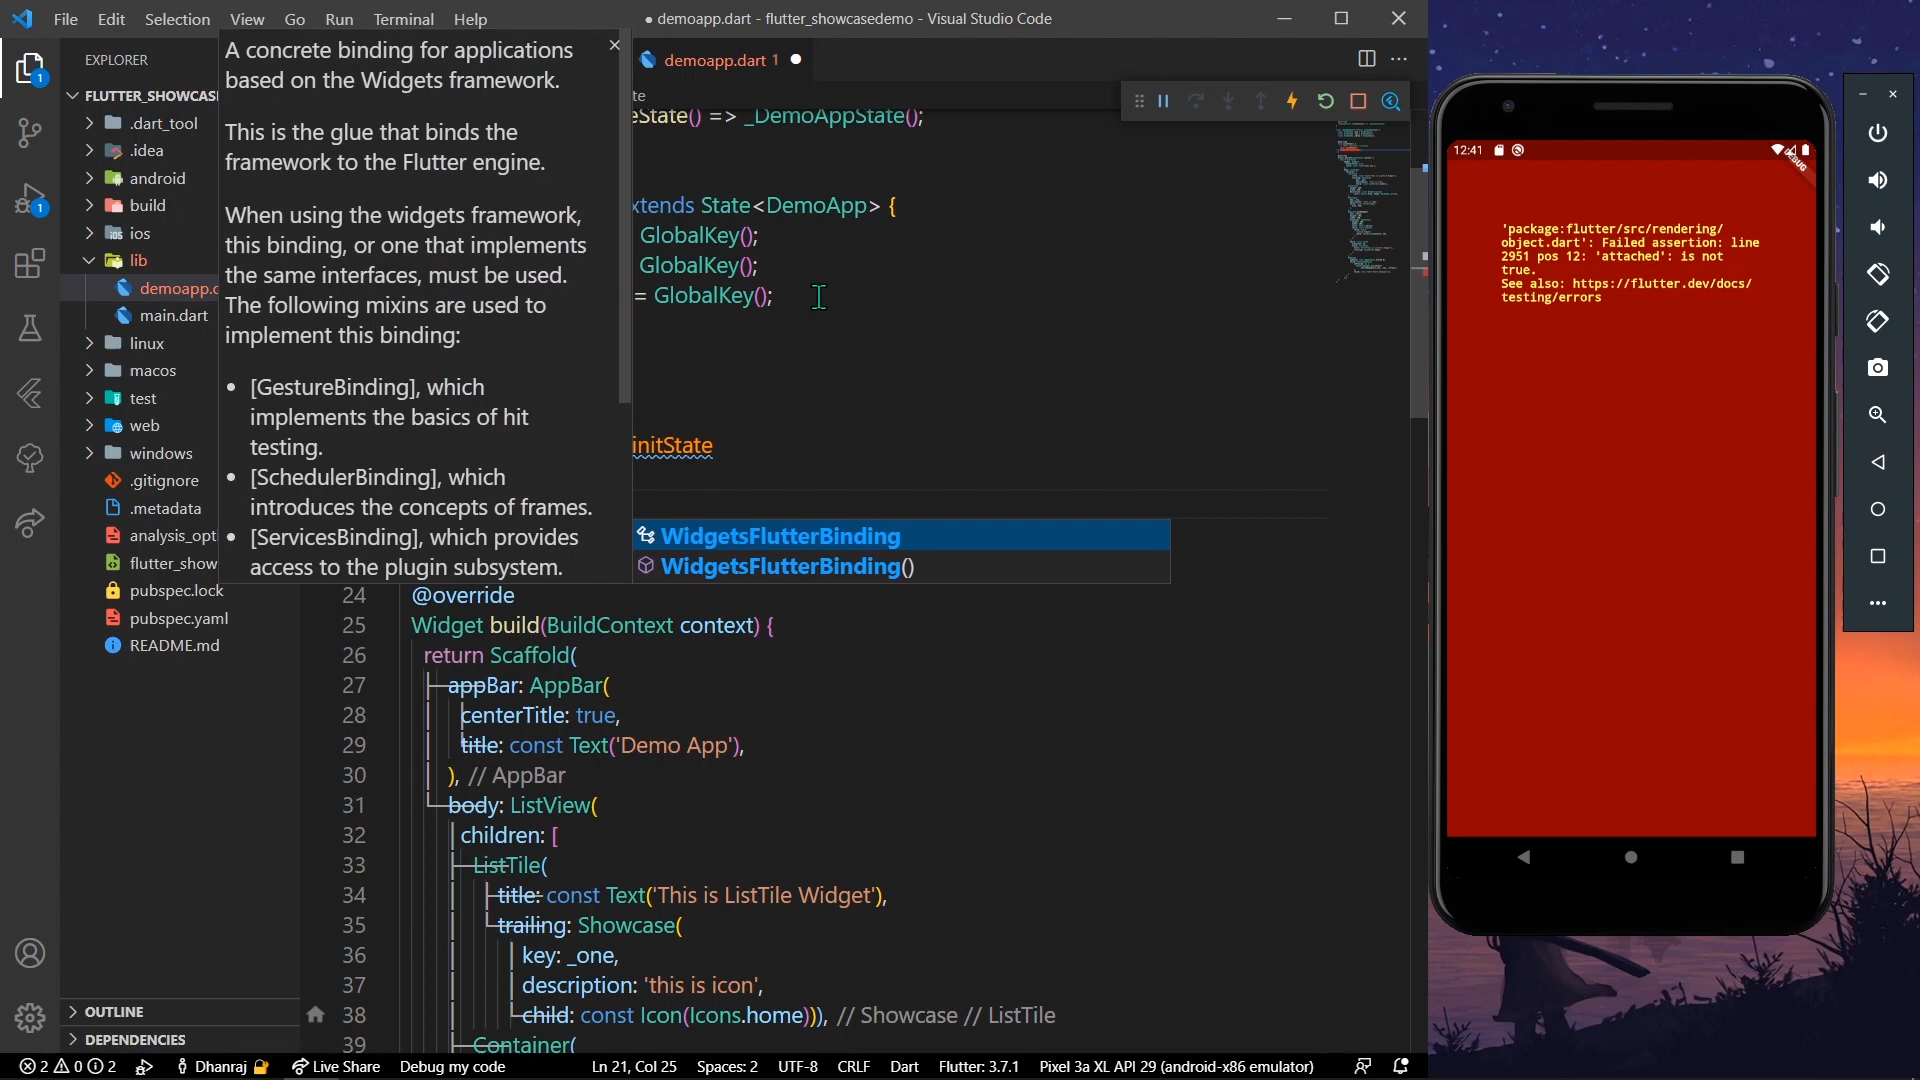 File Edit Selection View Go Run Terminal Help
● demoapp.dart - flutter_showcasedemo - Visual Studio Code
EXPLORER
FLUTTER_SHOWCAS
.dart_tool
.idea
android
build
ios
lib
demoapp.d
main.dart
linux
macos
test
web
windows
.gitignore
.metadata
analysis_opti
flutter_show
pubspec.lock
pubspec.yaml
README.md
OUTLINE
DEPENDENCIES
1
1
A concrete binding for applications
based on the Widgets framework.
This is the glue that binds the
framework to the Flutter engine.
When using the widgets framework,
this binding, or one that implements
the same interfaces, must be used.
The following mixins are used to
implement this binding:
• [GestureBinding], which
implements the basics of hit
testing.
• [SchedulerBinding], which
introduces the concepts of frames.
• [ServicesBinding], which provides
access to the plugin subsystem.
demoapp.dart 1 ●
te
eState() => _DemoAppState();
xtends State<DemoApp> {
GlobalKey();
GlobalKey();
= GlobalKey();
initState
WidgetsFlutterBinding
WidgetsFlutterBinding()
24 @override
25 Widget build(BuildContext context) {
26 return Scaffold(
27 appBar: AppBar(
28 centerTitle: true,
29 title: const Text('Demo App'),
30 ), // AppBar
31 body: ListView(
32 children: [
33 ListTile(
34 title: const Text('This is ListTile Widget'),
35 trailing: Showcase(
36 key: _one,
37 description: 'this is icon',
38 child: const Icon(Icons.home))), // Showcase // ListTile
39 Container(
2 0 2 Dhanraj Live Share Debug my code Ln 21, Col 25 Spaces: 2 UTF-8 CRLF Dart Flutter: 3.7.1 Pixel 3a XL API 29 (android-x86 emulator)
12:41
DEBUG
'package:flutter/src/rendering/
object.dart': Failed assertion: line
2951 pos 12: 'attached': is not
true.
See also: https://flutter.dev/docs/
testing/errors